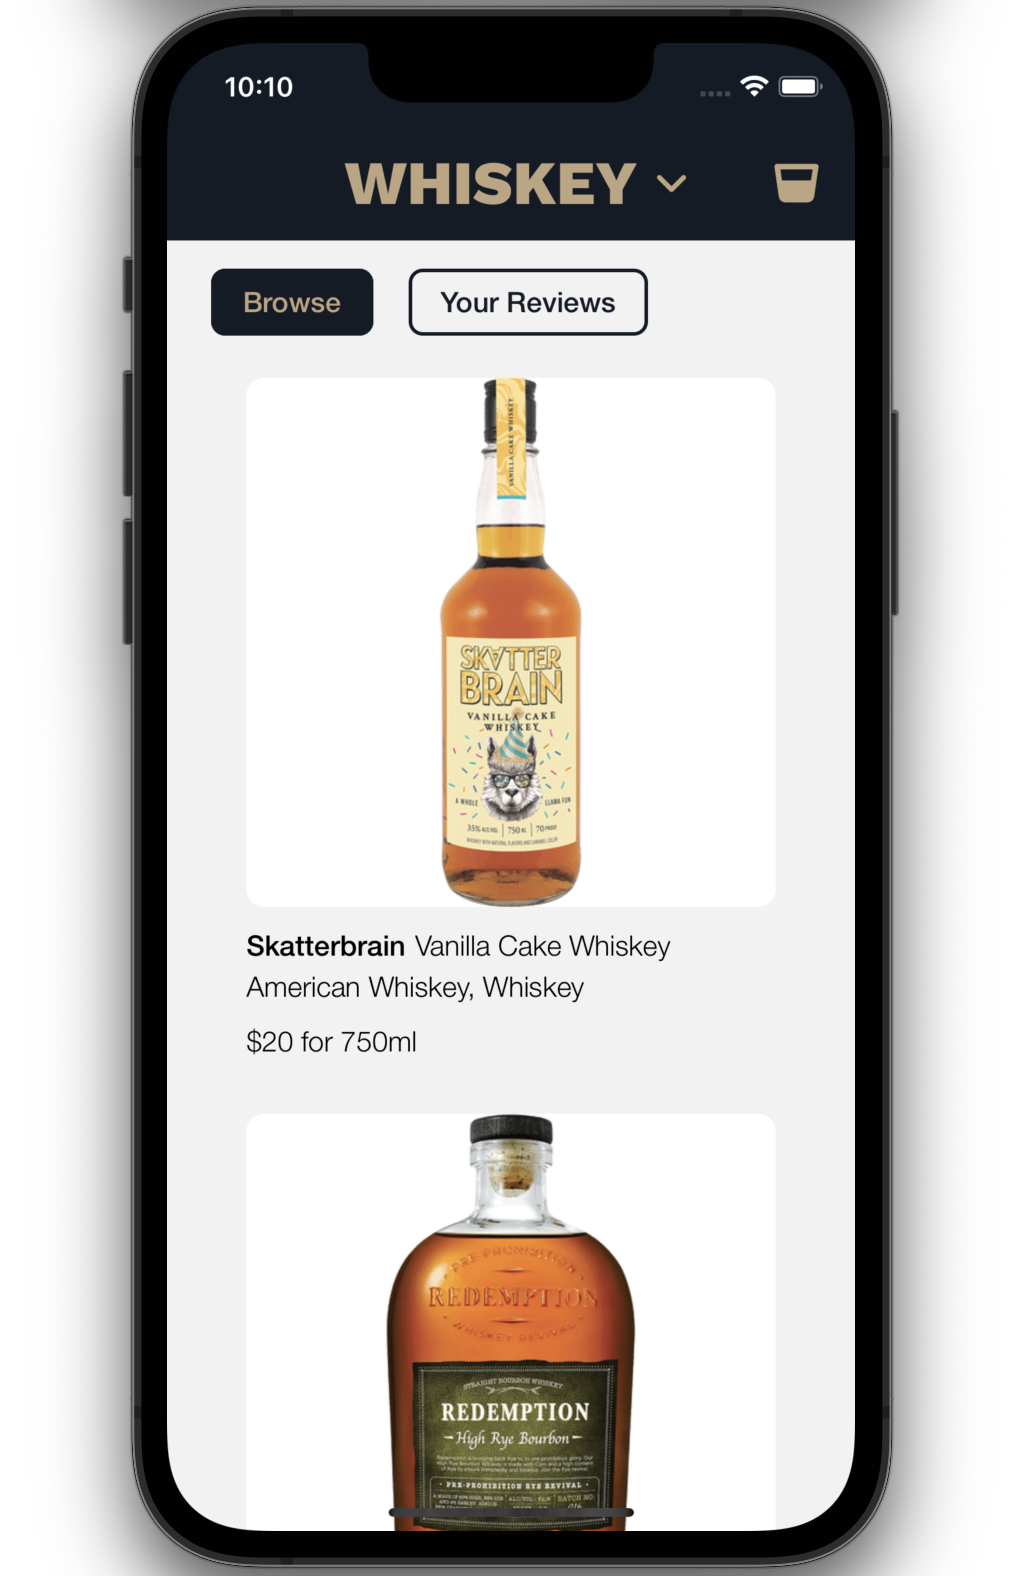 10:10
WHISKEY
Browse
Your Reviews
VANILLA CAKE WHISKEY
SKATTER
BRAIN
VANILLA CAKE
WHISKEY
A WHOLE LLAMA FUN
35% ALC/VOL 750 ML 70 PROOF
WHISKEY WITH NATURAL FLAVORS AND CARAMEL COLOR
Skatterbrain Vanilla Cake Whiskey
American Whiskey, Whiskey
$20 for 750ml
PRE-PROHIBITION
REDEMPTION
WHISKEY REVIVAL
STRAIGHT BOURBON WHISKEY
REDEMPTION
High Rye Bourbon
PRE-PROHIBITION RYE REVIVAL
BATCH NO: